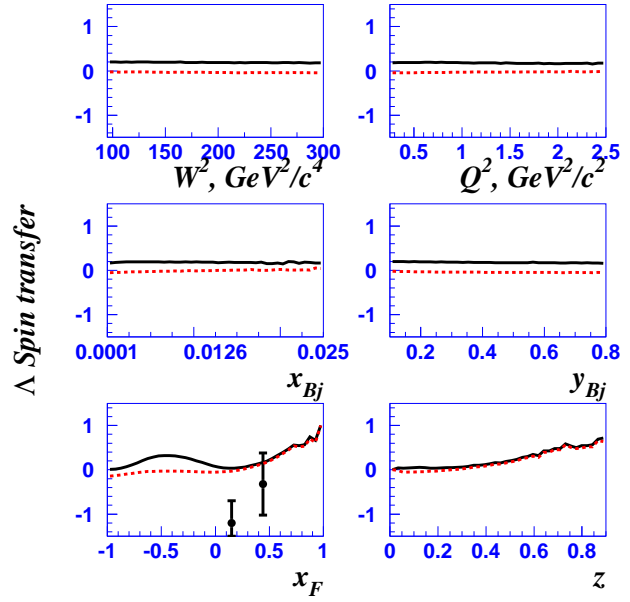 1
0
-1
100 150 200 250 300
W², GeV²/c⁴
1
0
-1
0.5 1 1.5 2 2.5
Q², GeV²/c²
Λ Spin transfer
1
0
-1
0.0001 0.0126 0.025
x_Bj
1
0
-1
0.2 0.4 0.6 0.8
y_Bj
1
0
-1
-1 -0.5 0 0.5 1
x_F
1
0
-1
0 0.2 0.4 0.6 0.8
z